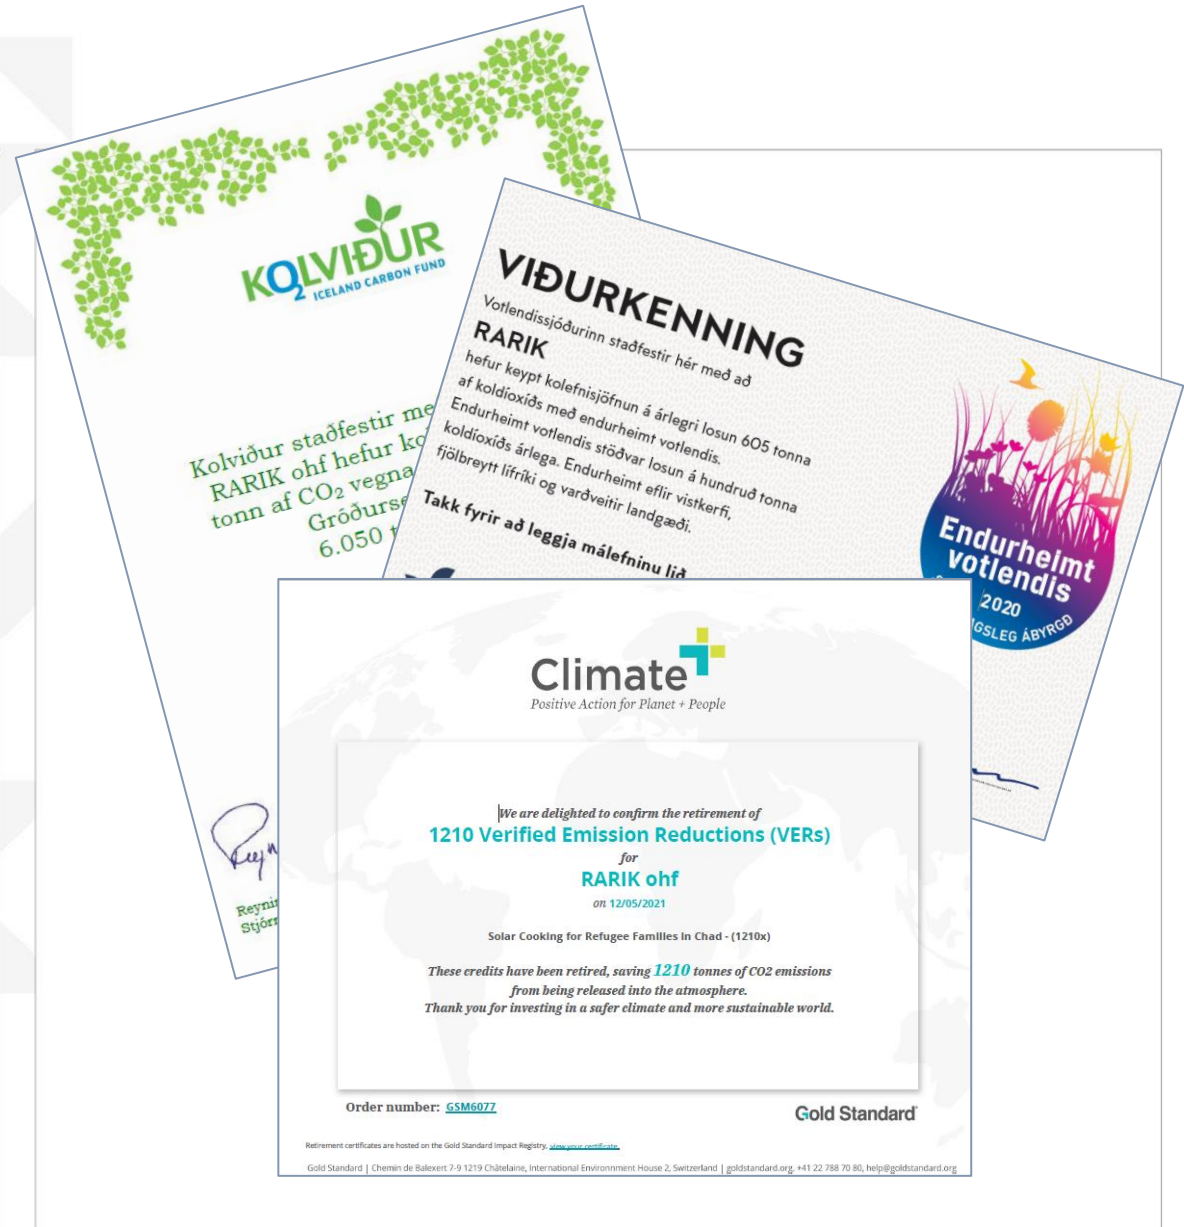 KO2LVIÐUR
ICELAND CARBON FUND
Kolviður staðfestir
RARIK ohf hefur
tonn af CO₂ vegna
6.050
VIÐURKENNING
Votlendissjóðurinn staðfestir hér með að
RARIK
hefur keypt kolefnisjöfnun á árlegri losun 605 tonna
af koldíoxíðs með endurheimt votlendis.
Endurheimt votlendis stöðvar losun á hundruð tonna
koldíoxíðs árlega. Endurheimt eflir vistkerfi,
fjölbreytt lífríki og varðveitir landgæði.
Takk fyrir að leggja málefninu lið
Endurheimt
votlendis
2020
ÁBYRGÐ
Climate
Positive Action for Planet + People
We are delighted to confirm the retirement of
1210 Verified Emission Reductions (VERs)
for
RARIK ohf
on 12/05/2021
Solar Cooking for Refugee Families in Chad - (1210x)
These credits have been retired, saving 1210 tonnes of CO2 emissions
from being released into the atmosphere.
Thank you for investing in a safer climate and more sustainable world.
Order number: GSM6077
Gold Standard
Retirement certificates are hosted on the Gold Standard Impact Registry, view your certificate.
Gold Standard | Chemin de Balexert 7-9 1219 Châtelaine, International Environnment House 2, Switzerland | goldstandard.org, +41 22 788 70 80, help@goldstandard.org